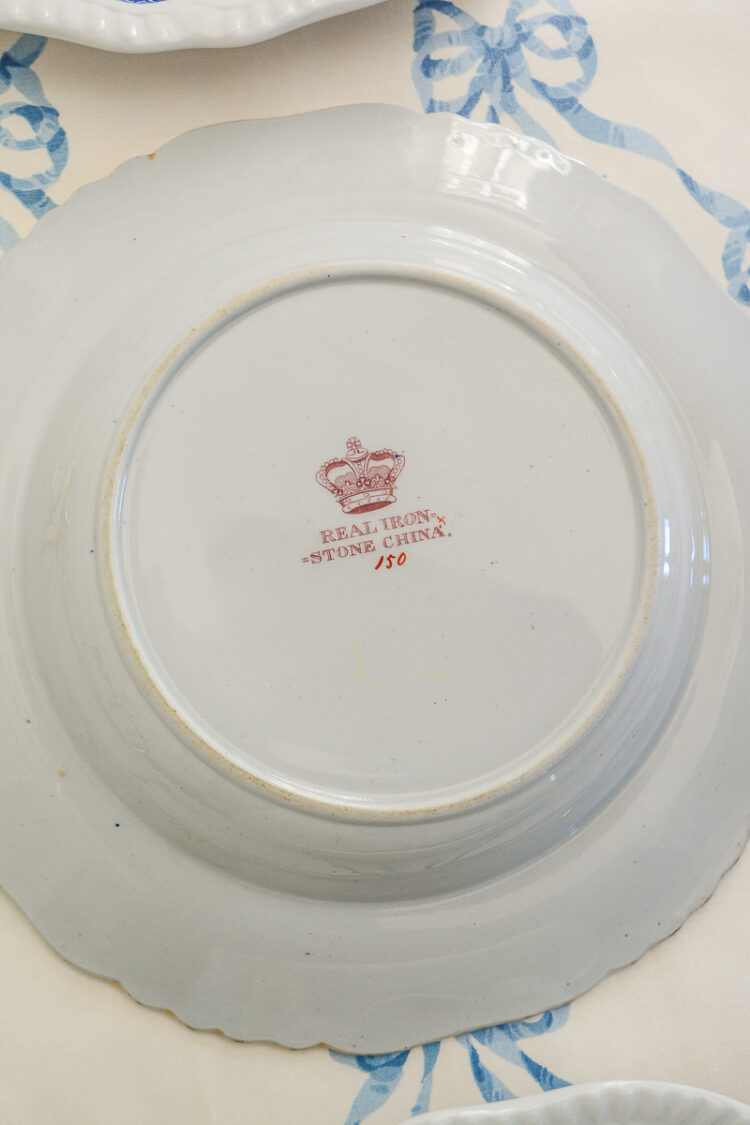 REAL IRON=
=STONE CHINA.
x
150